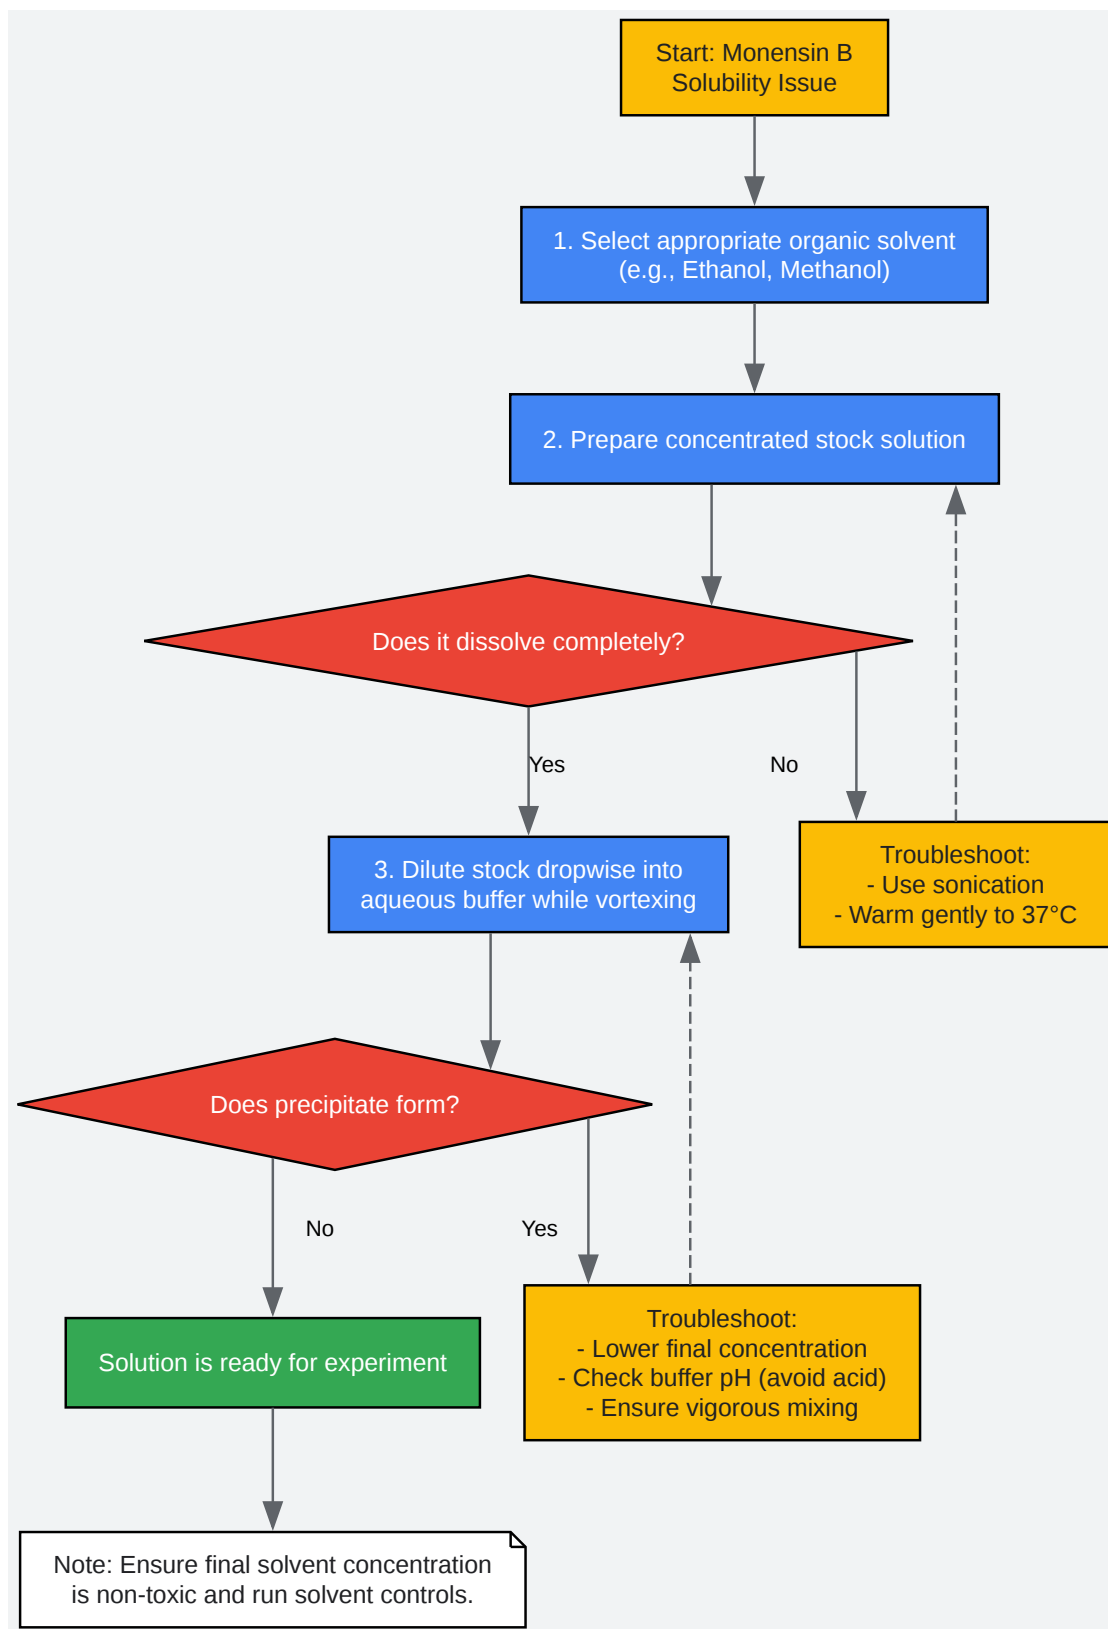 Start: Monensin B
Solubility Issue
1. Select appropriate organic solvent
(e.g., Ethanol, Methanol)
2. Prepare concentrated stock solution
Does it dissolve completely?
Yes
No
3. Dilute stock dropwise into
aqueous buffer while vortexing
Troubleshoot:
- Use sonication
- Warm gently to 37°C
Does precipitate form?
No
Yes
Solution is ready for experiment
Troubleshoot:
- Lower final concentration
- Check buffer pH (avoid acid)
- Ensure vigorous mixing
Note: Ensure final solvent concentration
is non-toxic and run solvent controls.